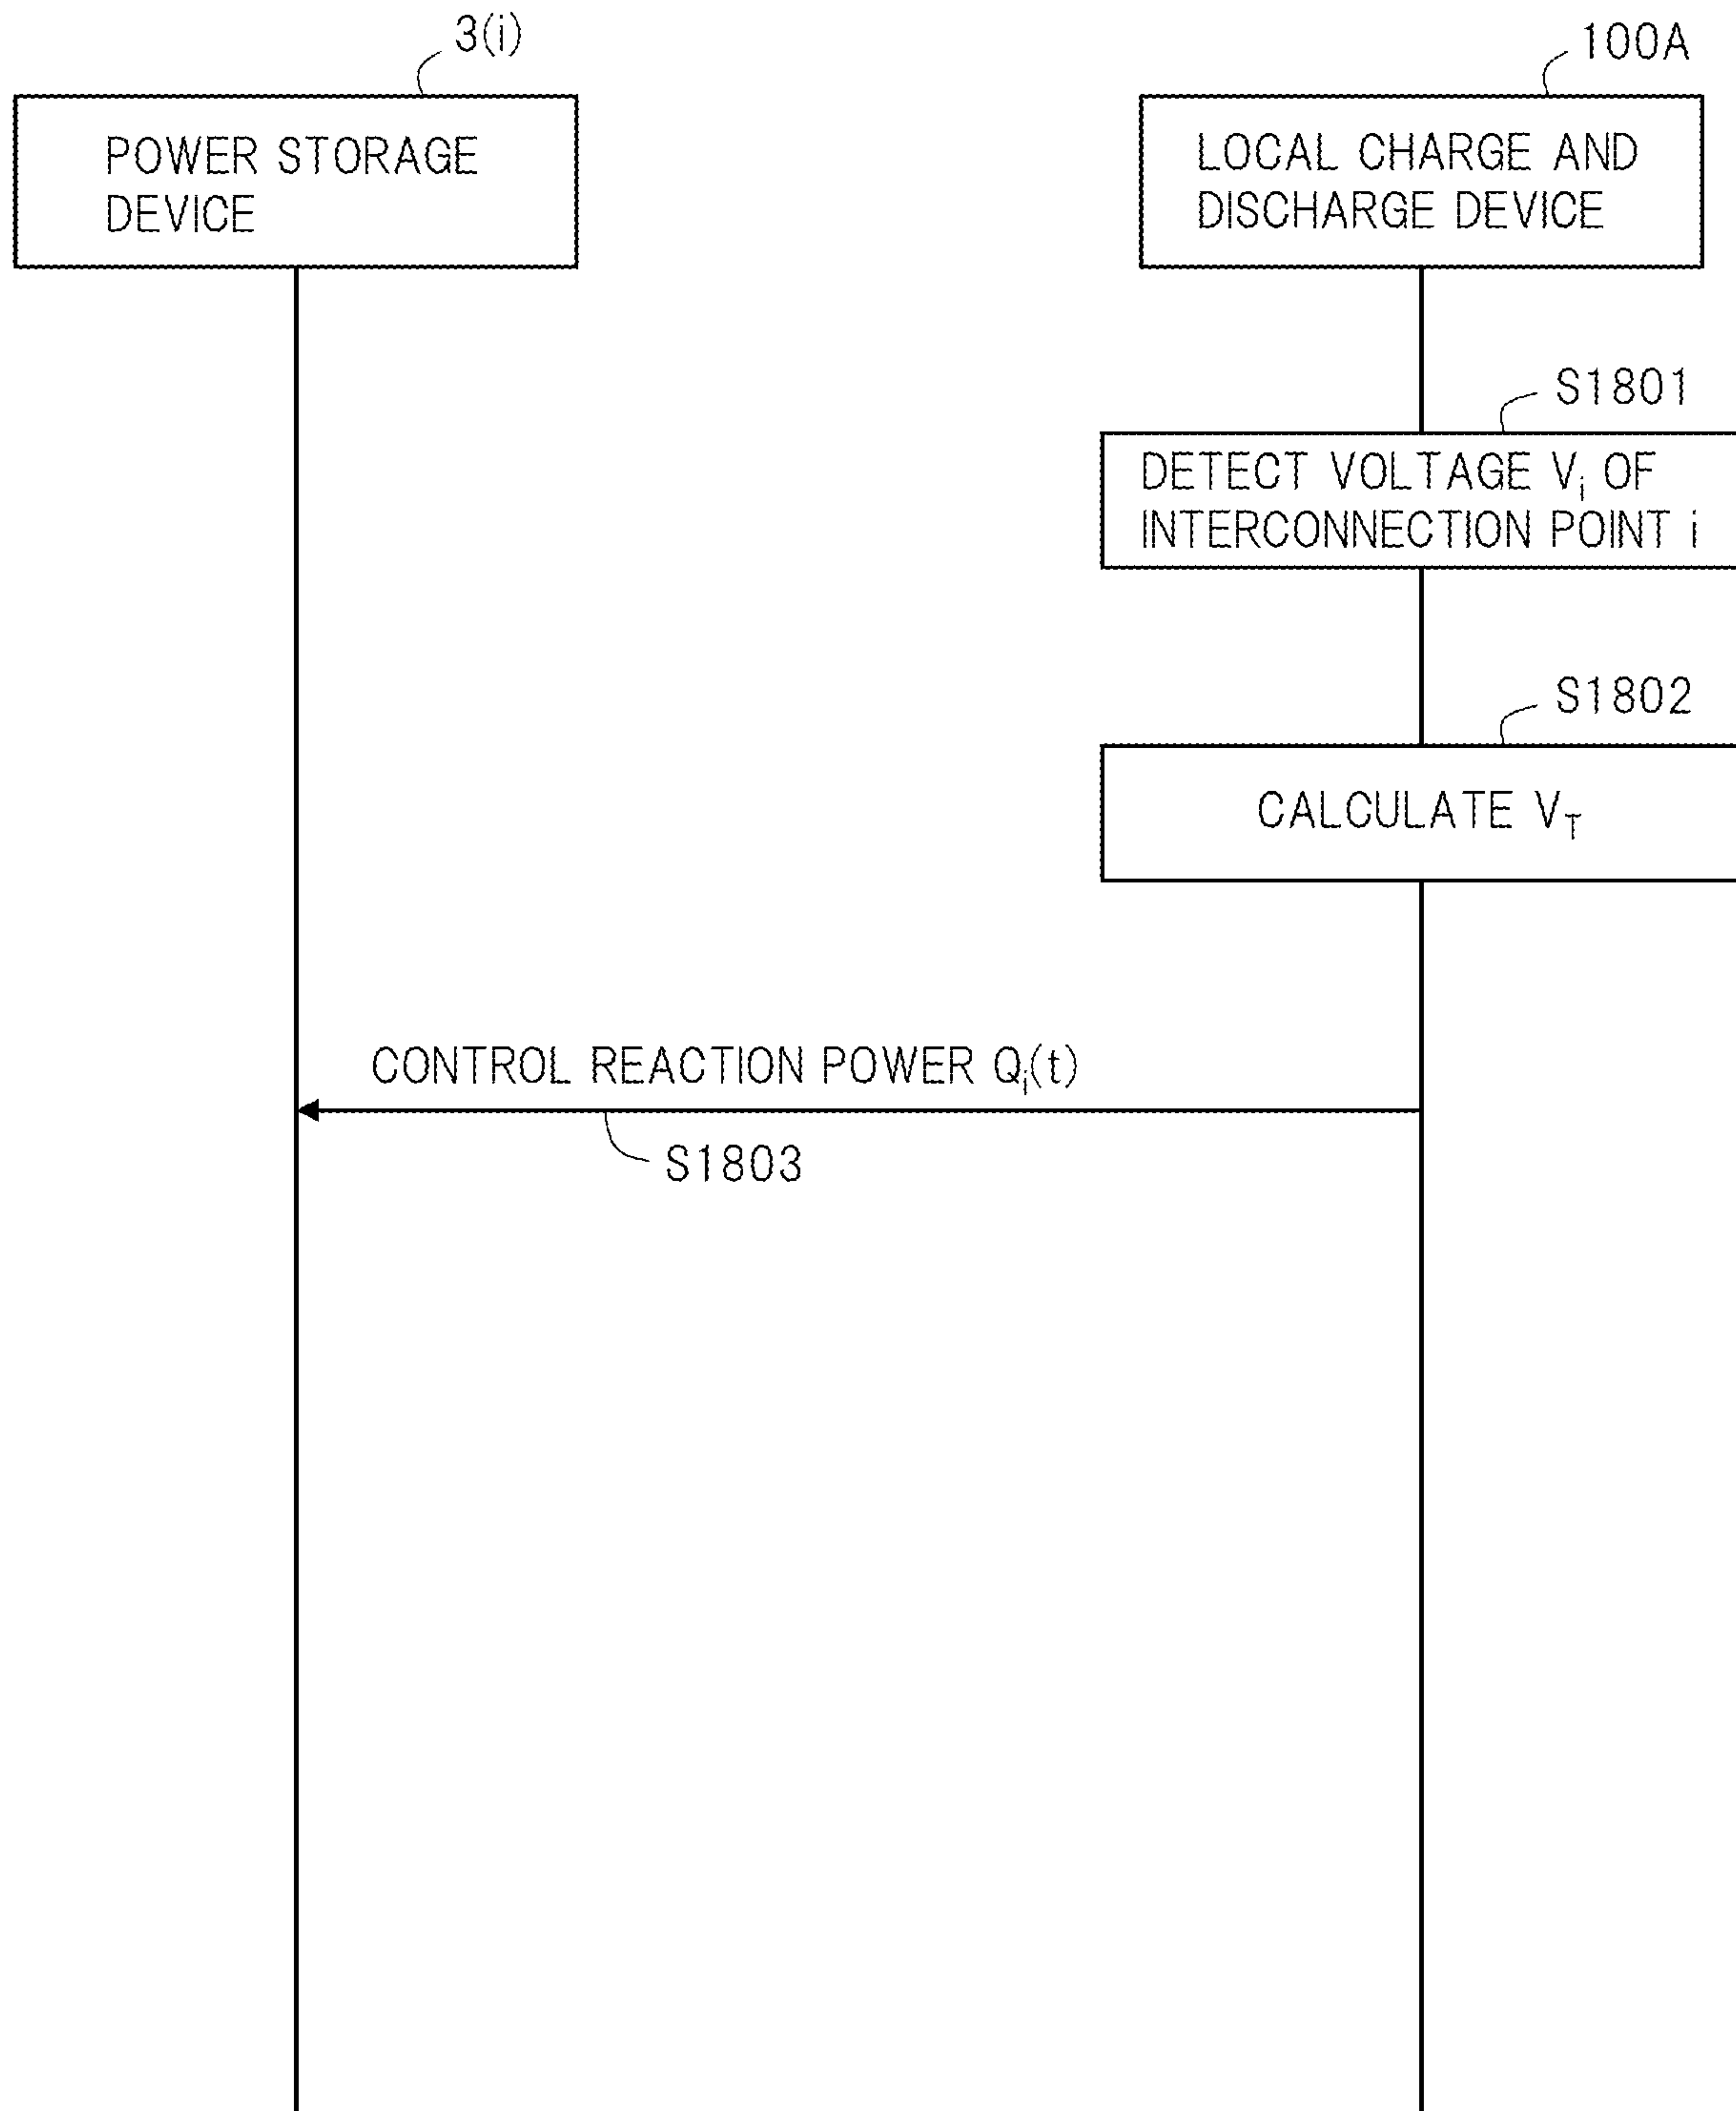 3(i)
100A
POWER STORAGE
DEVICE
LOCAL CHARGE AND
DISCHARGE DEVICE
S1801
DETECT VOLTAGE Vi OF
INTERCONNECTION POINT i
S1802
CALCULATE VT
CONTROL REACTION POWER Qi(t)
S1803